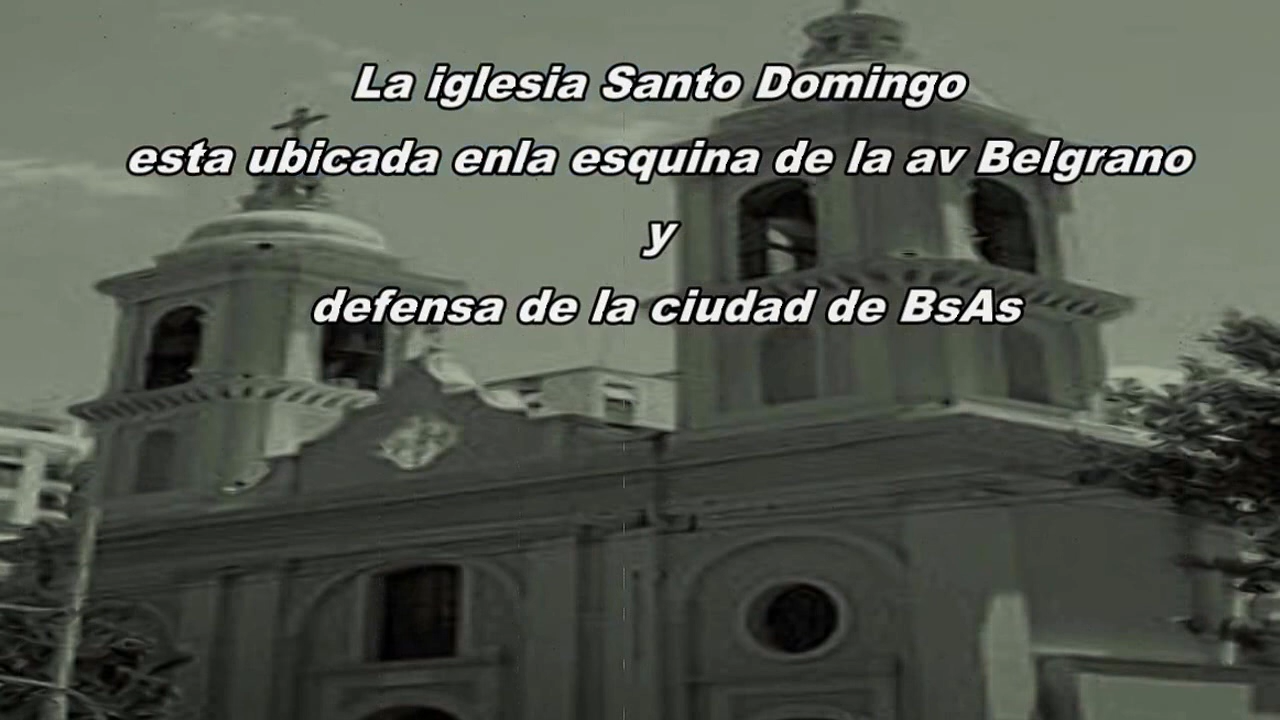 La iglesia Santo Domingo
esta ubicada enla esquina de la av Belgrano
y
defensa de la ciudad de BsAs